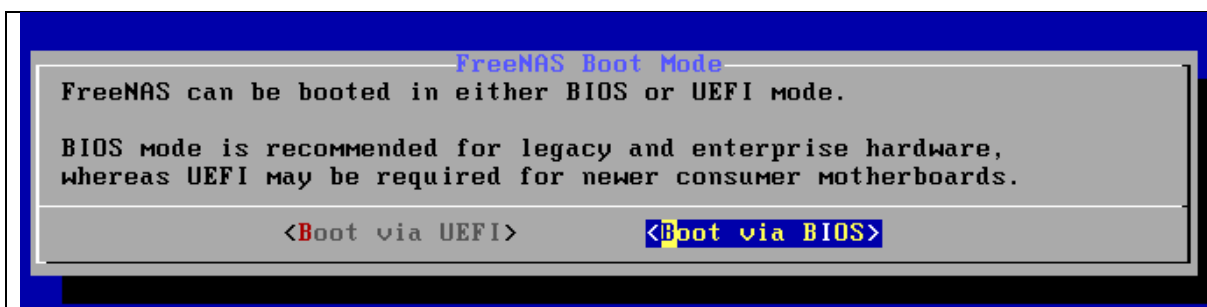 FreeNAS Boot Mode
FreeNAS can be booted in either BIOS or UEFI mode.
BIOS mode is recommended for legacy and enterprise hardware,
whereas UEFI may be required for newer consumer motherboards.
<Boot via UEFI> <Boot via BIOS>